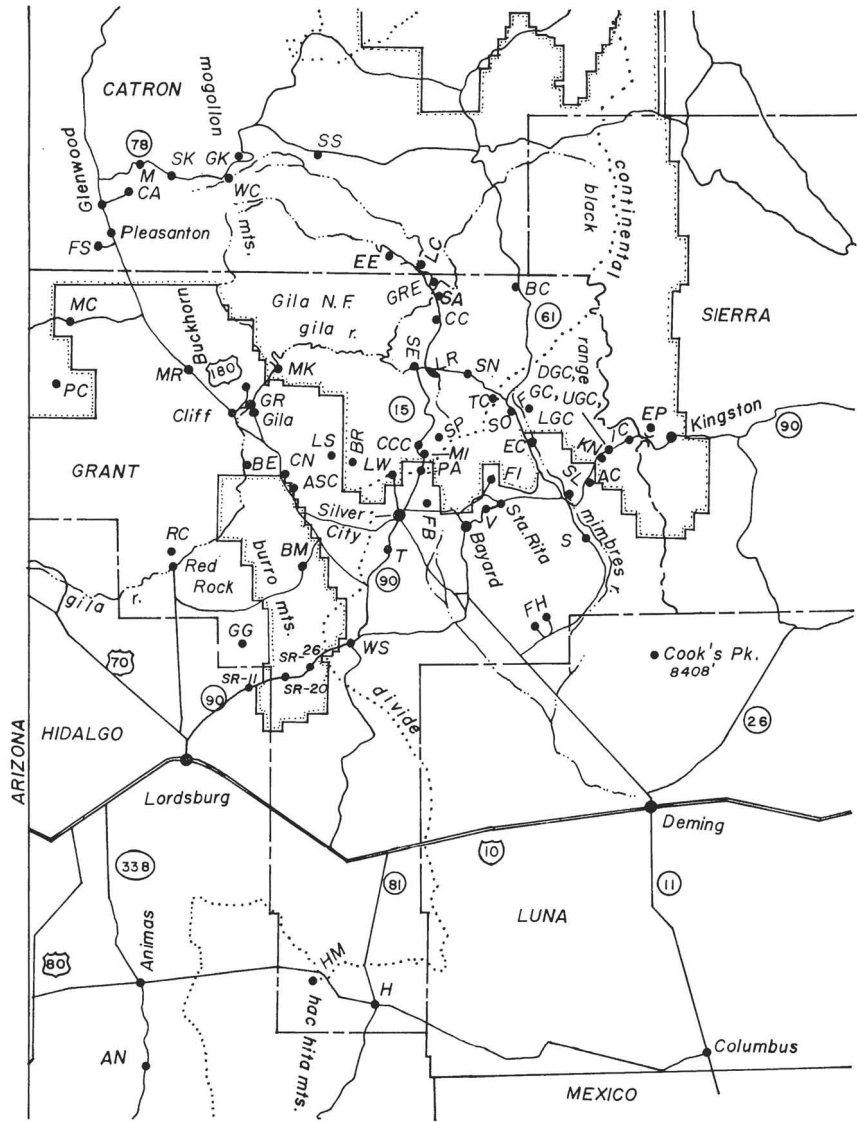 CATRON
mogollon
78
M
SK
GK
SS
WC
CA
Glenwood
Pleasanton
FS
mts.
continental
black
EE
LC
GRE
SA
CC
BC
MC
Gila N.F.
gila r.
61
SIERRA
Buckhorn
180
MR
MK
SE
LR
SN
range
DGC,
GC, UGC,
LGC
PC
GR
Cliff
Gila
15
TC
F
SO
SP
IC
EP
Kingston
90
LS
BR
CCC
MI
EC
KN
GRANT
BE
CN
ASC
LW
PA
FI
SL
AC
Silver
City
FB
V
Sta. Rita
mimbres r.
RC
Red
Rock
burro
mts.
BM
T
90
Bayard
S
gila r.
FH
GG
SR-26
WS
SR-11
SR-20
Cook's Pk.
8408'
70
90
divide
26
HIDALGO
ARIZONA
Lordsburg
Deming
10
338
81
11
LUNA
80
Animas
HM
H
hachita mts.
AN
Columbus
MEXICO